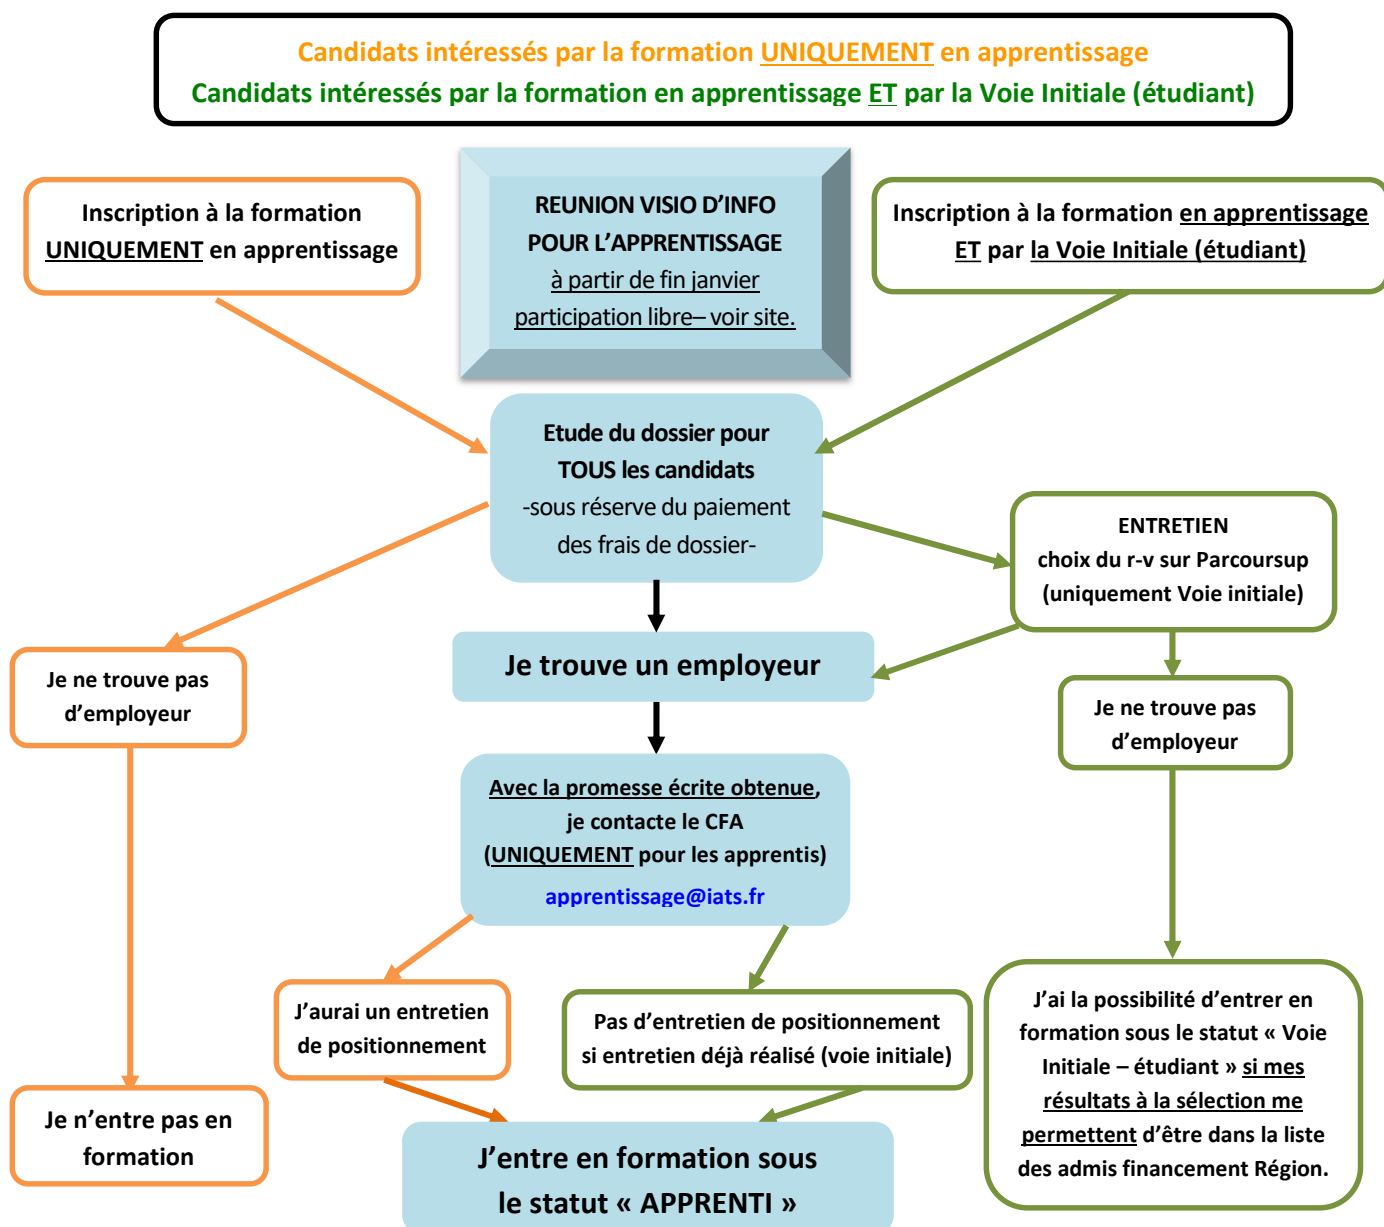 Candidats intéressés par la formation UNIQUEMENT en apprentissage
Candidats intéressés par la formation en apprentissage ET par la Voie Initiale (étudiant)
Inscription à la formation
UNIQUEMENT en apprentissage
REUNION VISIO D'INFO
POUR L'APPRENTISSAGE
à partir de fin janvier
participation libre– voir site.
Inscription à la formation en apprentissage
ET par la Voie Initiale (étudiant)
Etude du dossier pour
TOUS les candidats
-sous réserve du paiement
des frais de dossier-
ENTRETIEN
choix du r-v sur Parcoursup
(uniquement Voie initiale)
Je trouve un employeur
Je ne trouve pas
d'employeur
Je ne trouve pas
d'employeur
Avec la promesse écrite obtenue,
je contacte le CFA
(UNIQUEMENT pour les apprentis)
apprentissage@iats.fr
J'aurai un entretien
de positionnement
Pas d'entretien de positionnement
si entretien déjà réalisé (voie initiale)
J'ai la possibilité d'entrer en
formation sous le statut « Voie
Initiale – étudiant » si mes
résultats à la sélection me
permettent d'être dans la liste
des admis financement Région.
Je n'entre pas en
formation
J'entre en formation sous
le statut « APPRENTI »